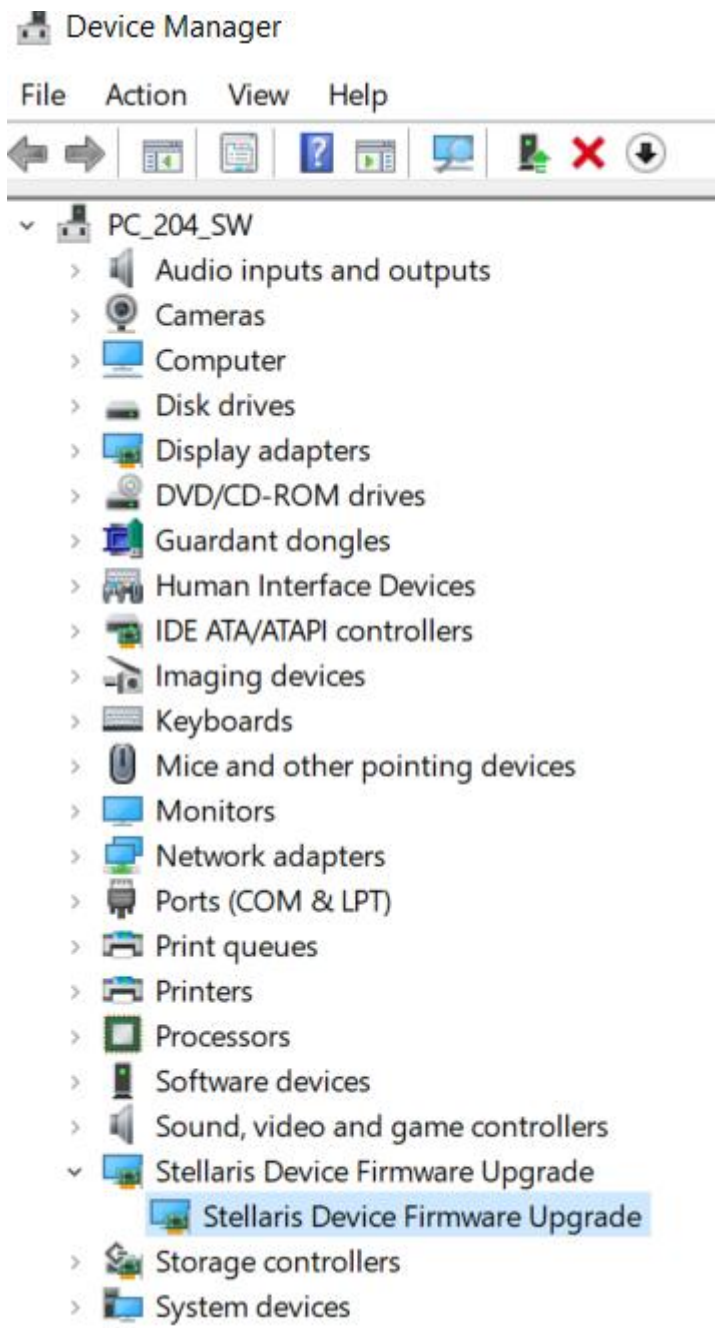 Device Manager
File Action View Help
PC_204_SW
Audio inputs and outputs
Cameras
Computer
Disk drives
Display adapters
DVD/CD-ROM drives
Guardant dongles
Human Interface Devices
IDE ATA/ATAPI controllers
Imaging devices
Keyboards
Mice and other pointing devices
Monitors
Network adapters
Ports (COM & LPT)
Print queues
Printers
Processors
Software devices
Sound, video and game controllers
Stellaris Device Firmware Upgrade
Stellaris Device Firmware Upgrade
Storage controllers
System devices